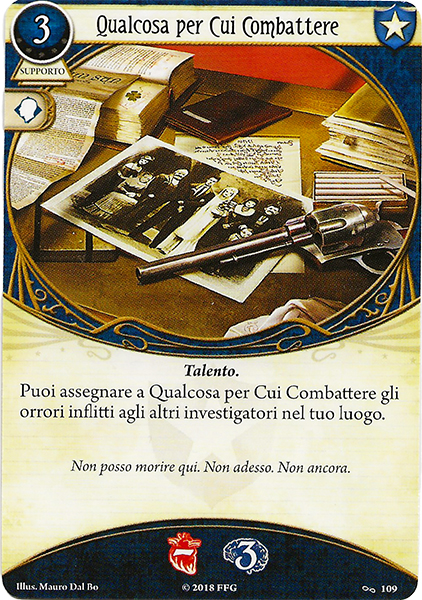 3
Qualcosa per Cui Combattere
SUPPORTO
Talento.
Puoi assegnare a Qualcosa per Cui Combattere gli
orrori inflitti agli altri investigatori nel tuo luogo.
Non posso morire qui. Non adesso. Non ancora.
3
Illus. Mauro Dal Bo
© 2018 FFG
109